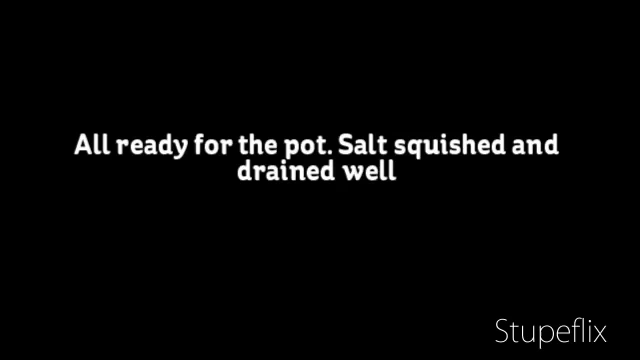 All ready for the pot. Salt squished and
drained well
Stupeflix